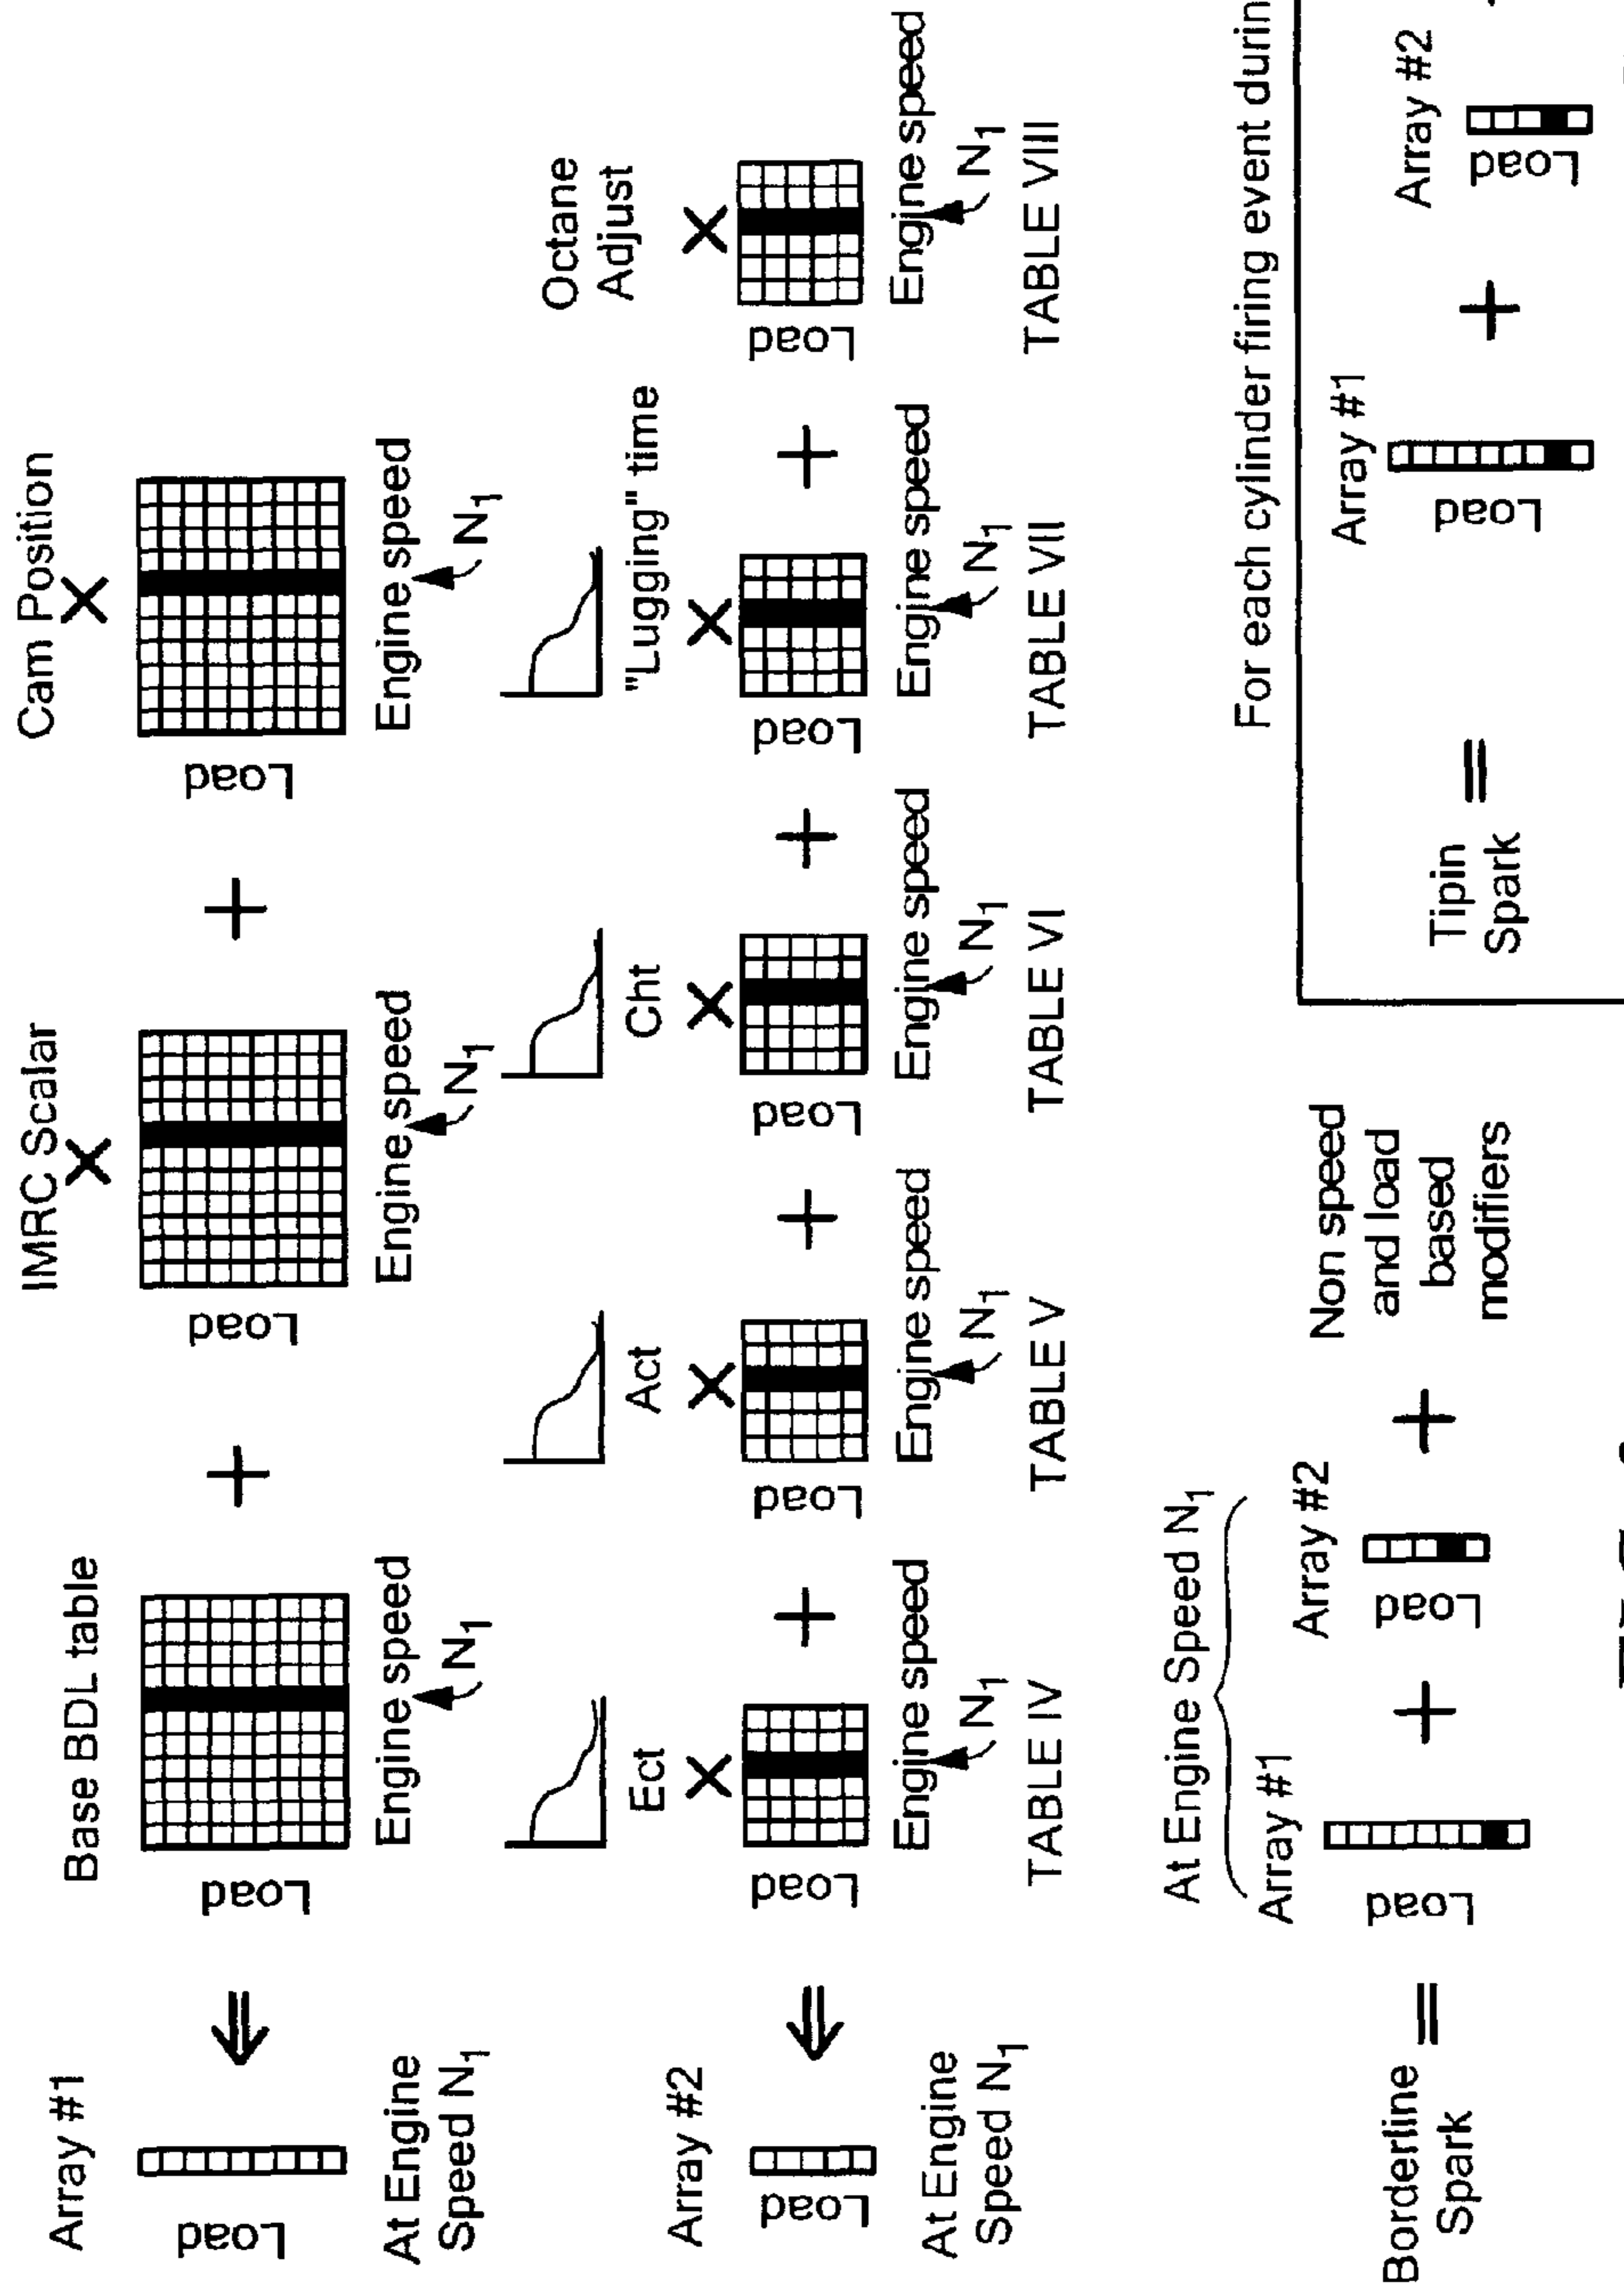 Array #1
Load
At Engine
Speed N1
Base BDL table
Load
Engine speed
N1
+
IMRC Scalar
X
Load
Engine speed
N1
+
Cam Position
X
Load
Engine speed
N1
Array #2
Load
At Engine
Speed N1
Ect
X
Load
Engine speed
N1
TABLE IV
+
Act
X
Load
Engine speed
N1
TABLE V
+
Cht
X
Load
Engine speed
N1
TABLE VI
+
"Lugging" time
X
Load
Engine speed
N1
TABLE VII
+
Octane
Adjust
X
Load
Engine speed
N1
TABLE VIII
Borderline
Spark
=
At Engine Speed N1
Array #1
Load
+
Array #2
Load
+
Non speed
and load
based
modifiers
For each cylinder firing event durin
Tipin
Spark
=
Array #1
Load
+
Array #2
Load